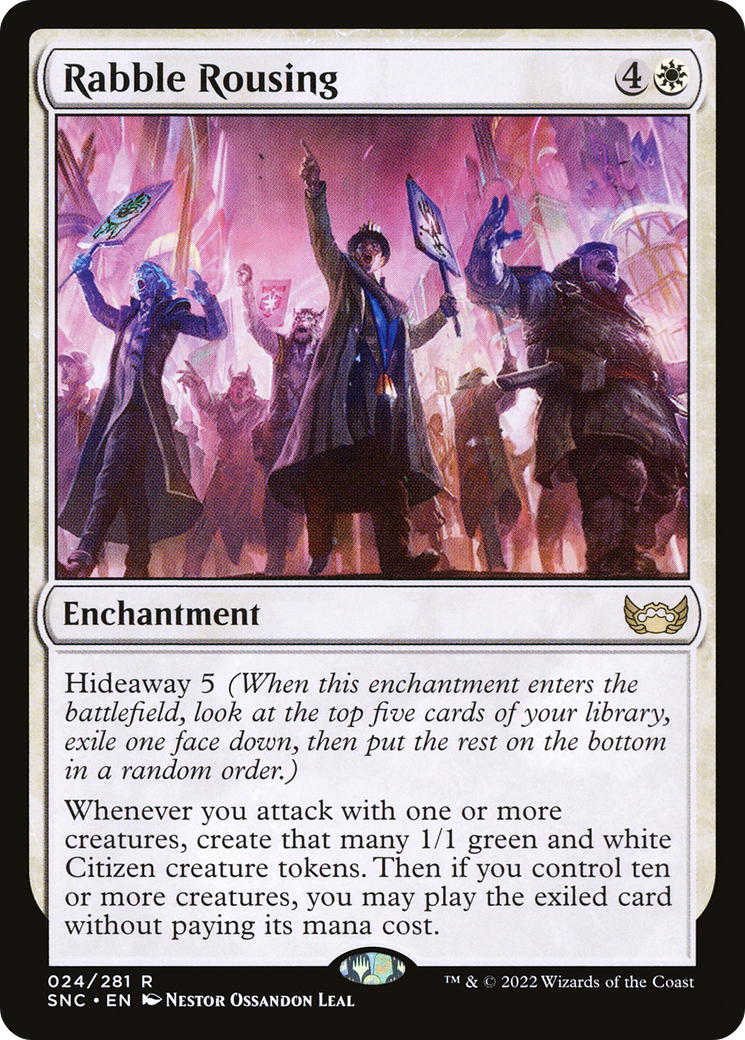 Rabble Rousing 4
Enchantment
Hideaway 5 (When this enchantment enters the
battlefield, look at the top five cards of your library,
exile one face down, then put the rest on the bottom
in a random order.)
Whenever you attack with one or more
creatures, create that many 1/1 green and white
Citizen creature tokens. Then if you control ten
or more creatures, you may play the exiled card
without paying its mana cost.
024/281 R
SNC • EN Nestor Ossandon Leal
™ & © 2022 Wizards of the Coast